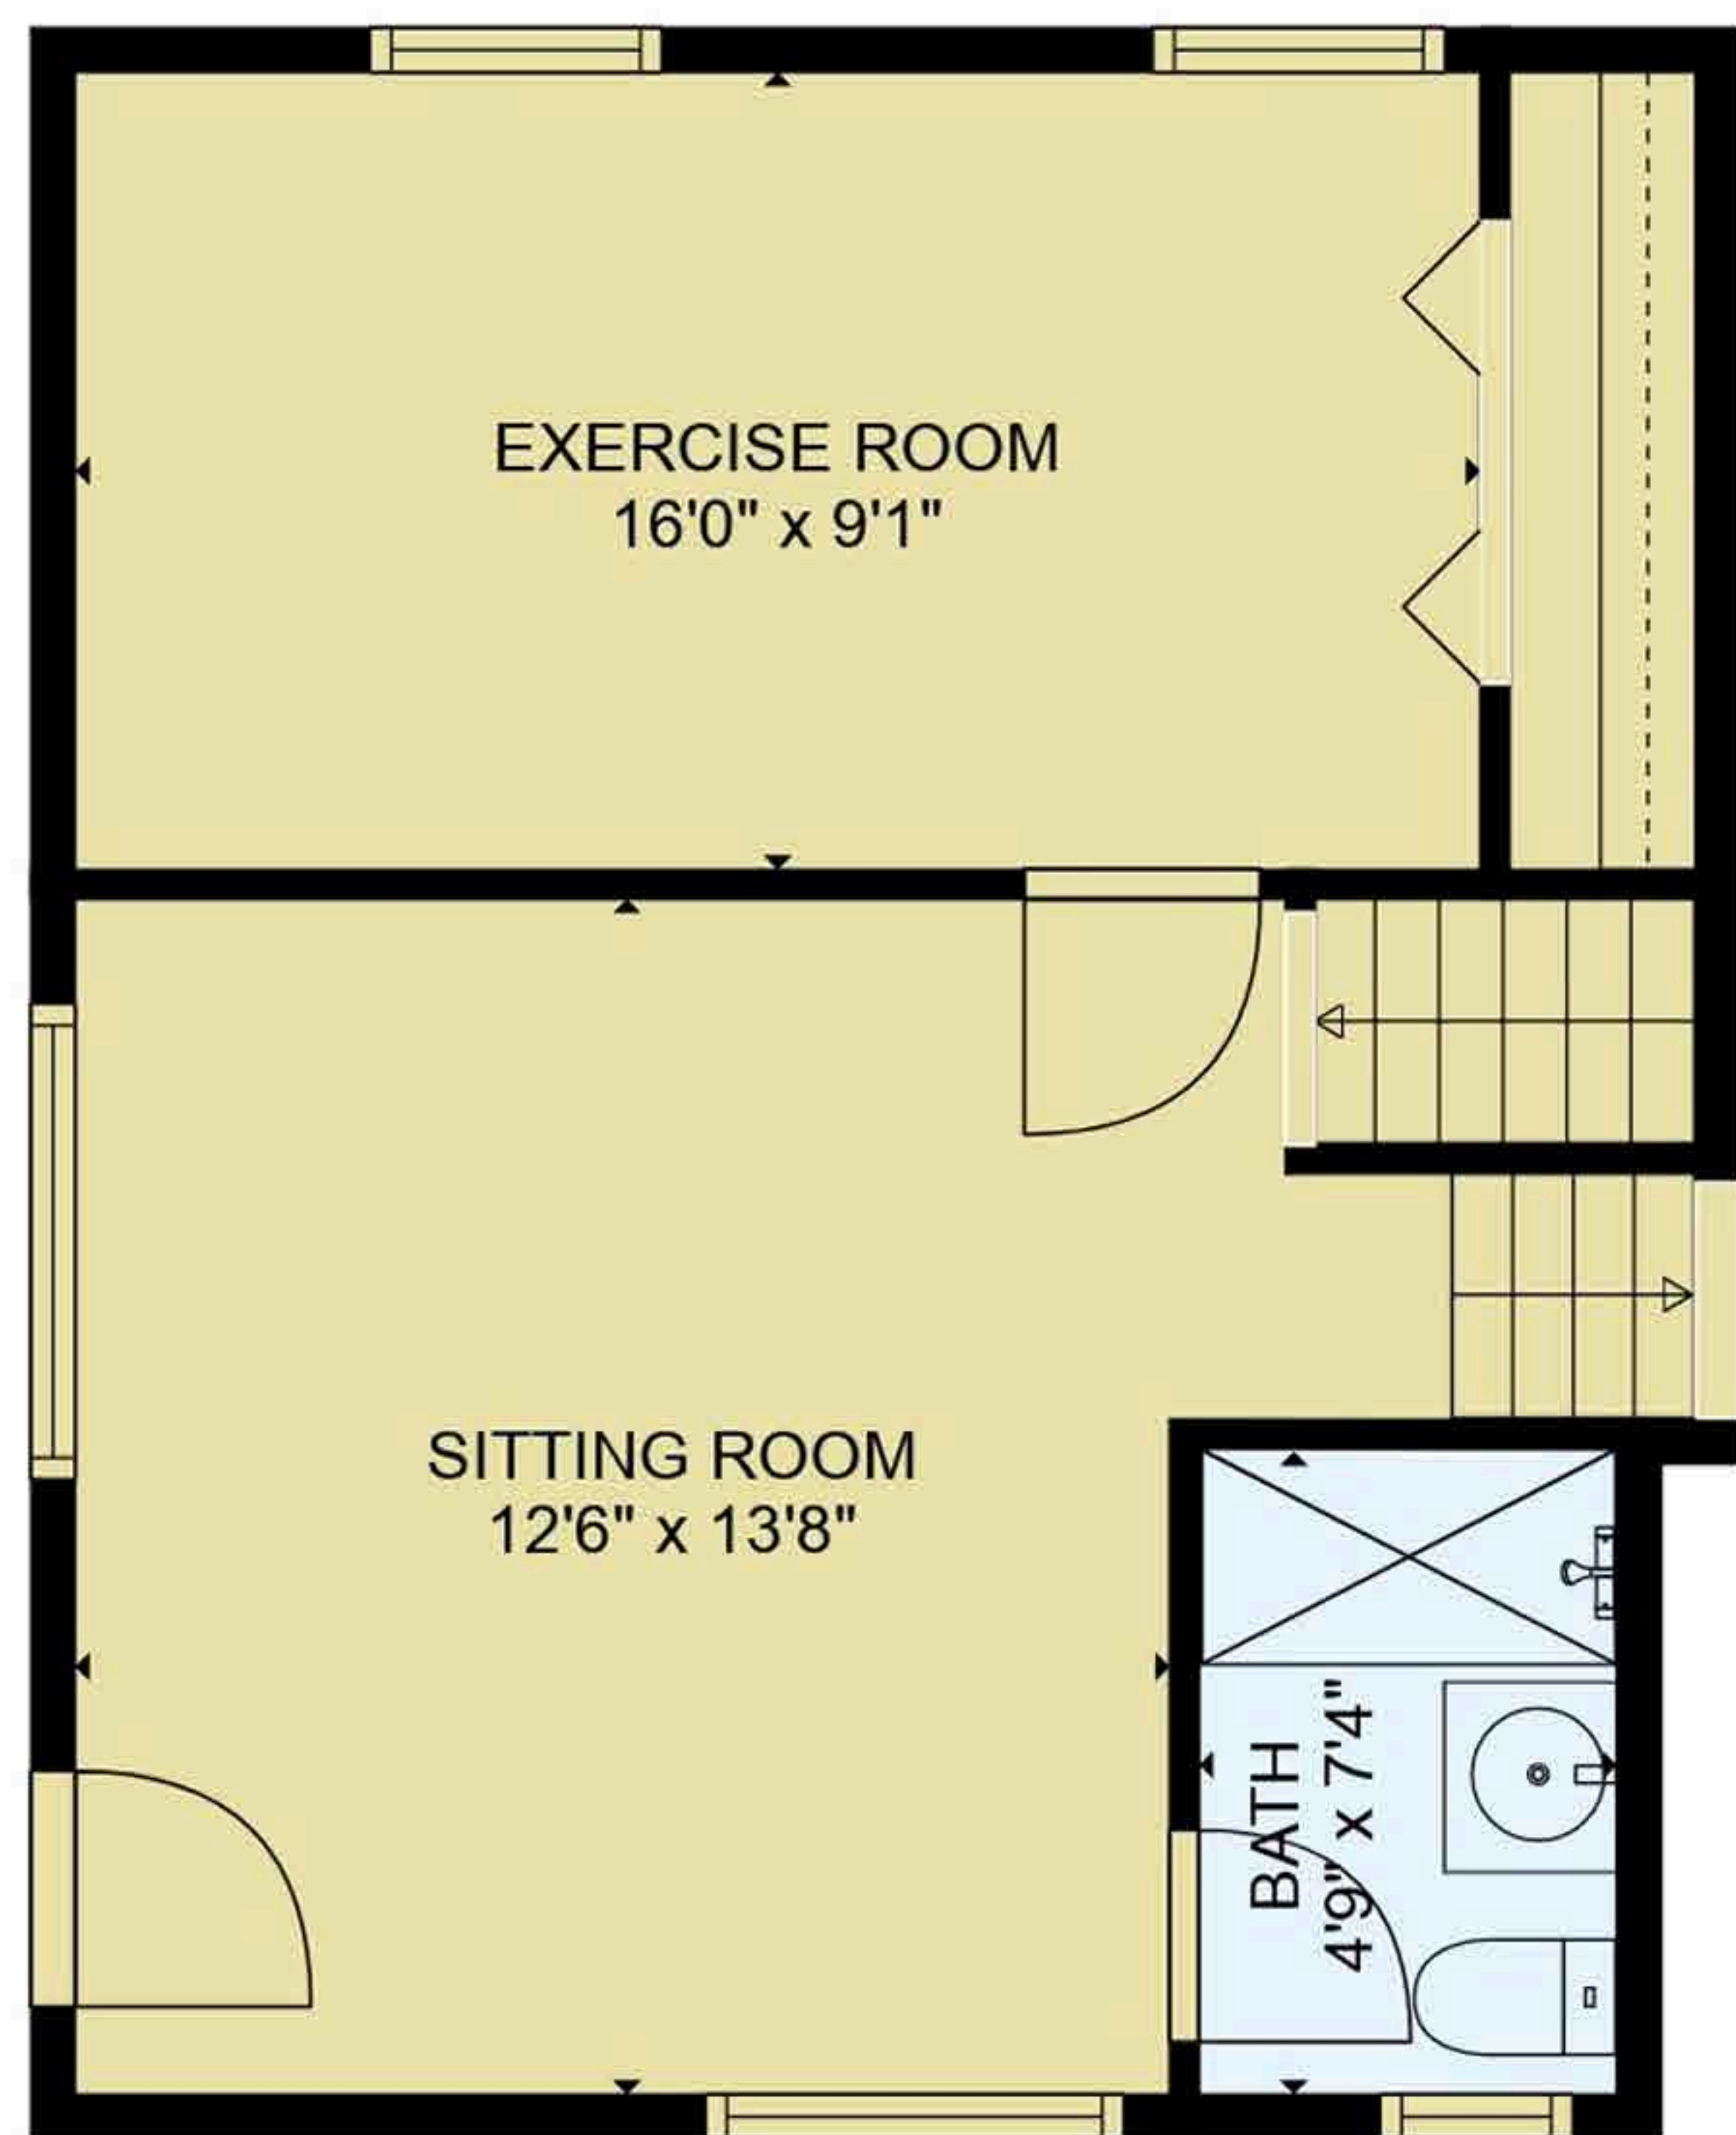 EXERCISE ROOM
16'0" x 9'1"
SITTING ROOM
12'6" x 13'8"
BATH
4'9" x 7'4"